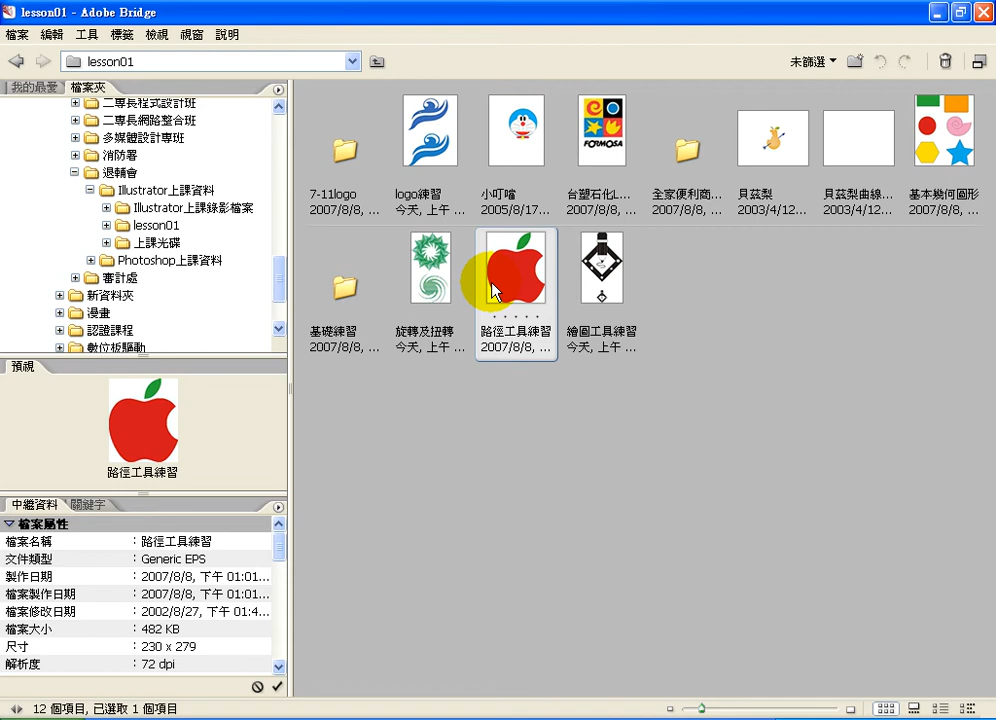 lesson01 - Adobe Bridge
檔案 編輯 工具 標籤 檢視 視窗 說明
lesson01
未篩選
我的最愛 檔案夾
二專長程式設計班
二專長網路整合班
多媒體設計專班
消防署
退輔會
Illustrator上課資料
Illustrator上課錄影檔案
lesson01
上課光碟
Photoshop上課資料
審計處
新資料夾
漫畫
認證課程
數位板驅動
FORMOSA
7-11logo
2007/8/8, ...
logo練習
今天, 上午 ...
小叮噹
2005/8/17...
台塑石化L...
2007/8/8, ...
全家便利商...
2007/8/8, ...
貝茲梨
2003/4/12...
貝茲梨曲線...
2003/4/12...
基本幾何圖形
2007/8/8, ...
基礎練習
2007/8/8, ...
旋轉及扭轉
今天, 上午 ...
路徑工具練習
2007/8/8, ...
繪圖工具練習
今天, 上午 ...
預視
路徑工具練習
中繼資料 關鍵字
檔案屬性
檔案名稱 : 路徑工具練習
文件類型 : Generic EPS
製作日期 : 2007/8/8, 下午 01:01...
檔案製作日期 : 2007/8/8, 下午 01:01...
檔案修改日期 : 2002/8/27, 下午 01:4...
檔案大小 : 482 KB
尺寸 : 230 x 279
解析度 : 72 dpi
12 個項目, 已選取 1 個項目